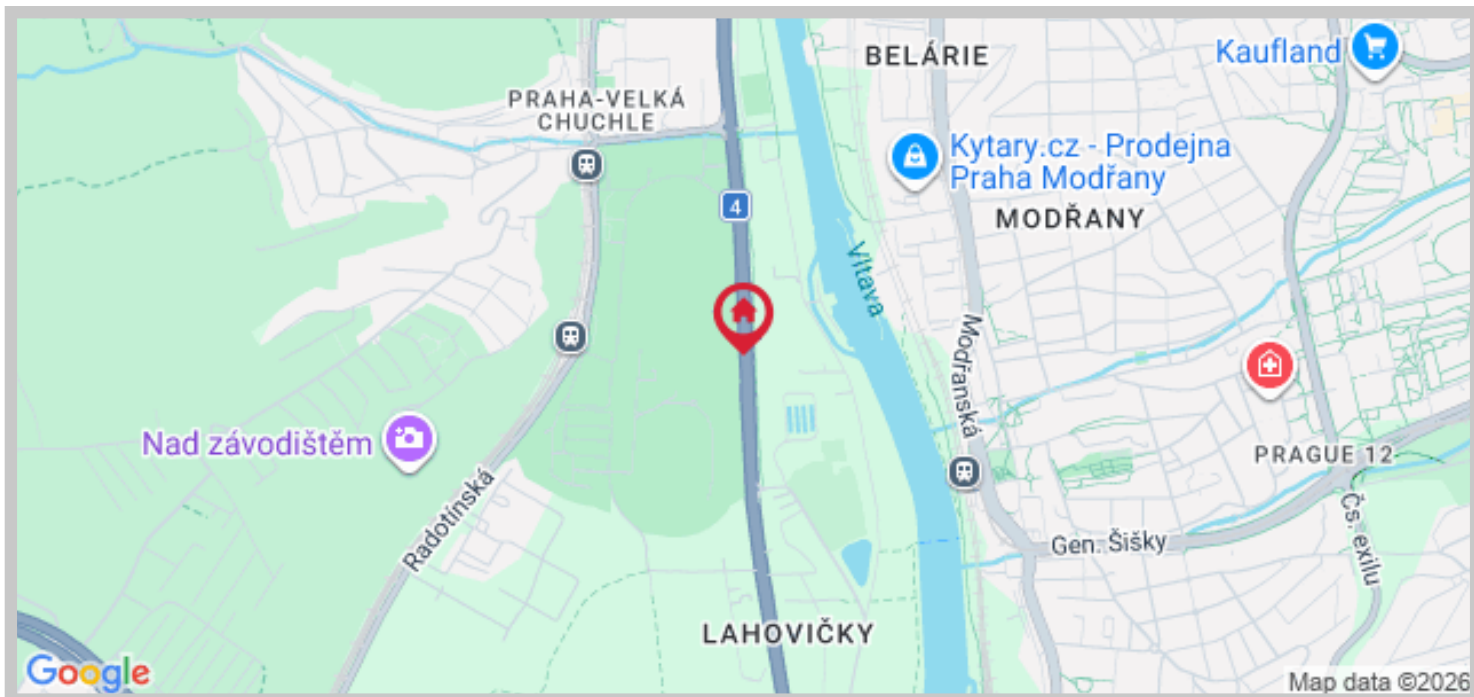 BELÁRIE
Kaufland
PRAHA-VELKÁ
CHUCHLE
Kytary.cz - Prodejna
Praha Modřany
4
MODŘANY
Vltava
Modřanská
Nad závodištěm
PRAGUE 12
Radotínská
Čs. exilu
Gen. Šišky
LAHOVIČKY
Google
Map data ©2026